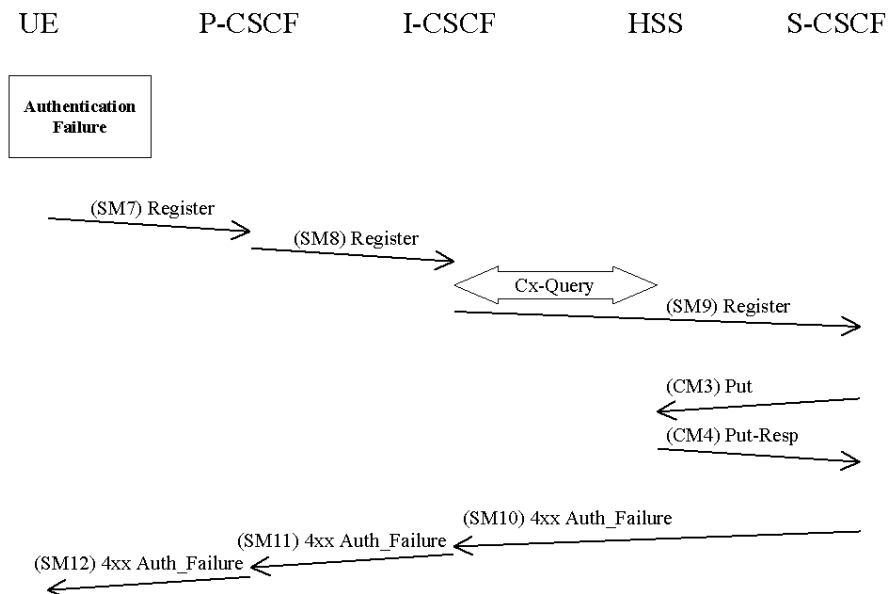 UE P-CSCF I-CSCF HSS S-CSCF
Authentication
Failure
(SM7) Register
(SM8) Register
Cx-Query
(SM9) Register
(CM3) Put
(CM4) Put-Resp
(SM10) 4xx Auth_Failure
(SM11) 4xx Auth_Failure
(SM12) 4xx Auth_Failure